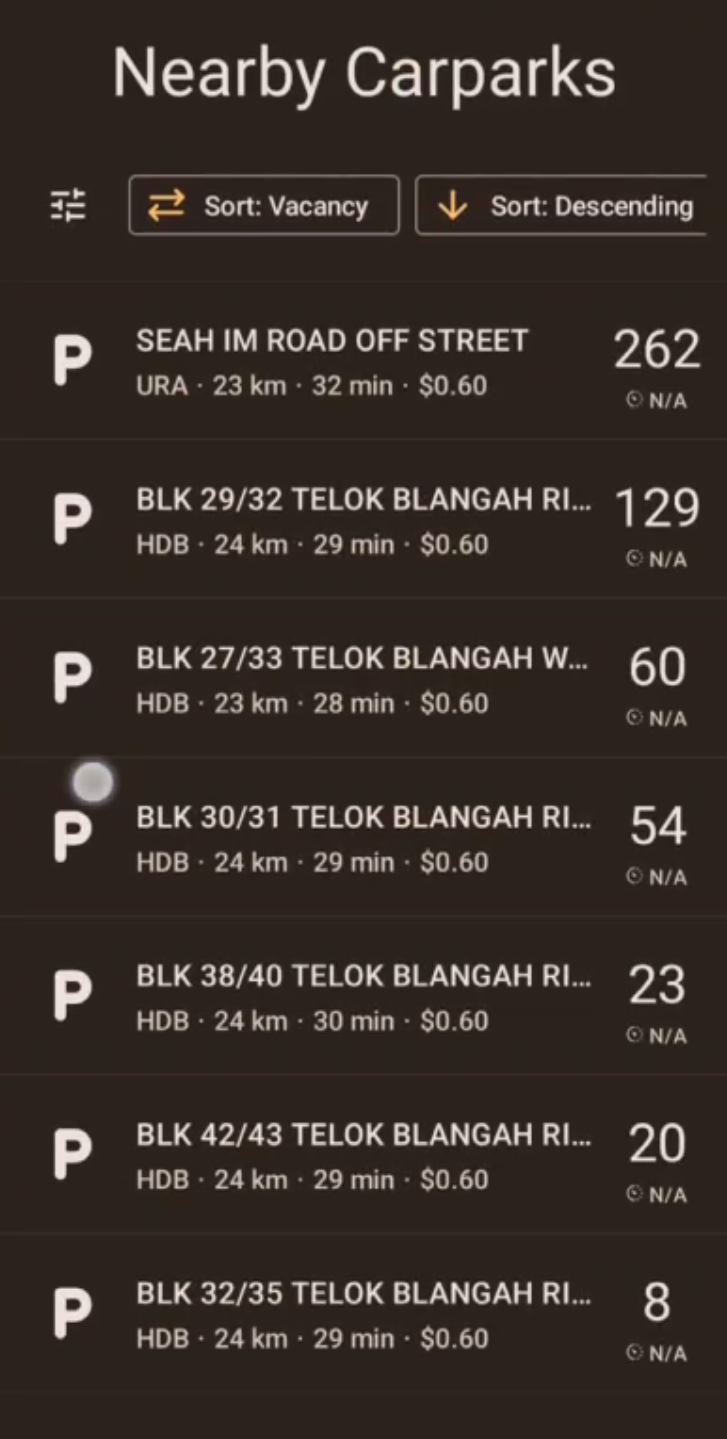 Nearby Carparks
Sort: Vacancy
Sort: Descending
P
SEAH IM ROAD OFF STREET
262
URA · 23 km · 32 min · $0.60
N/A
P
BLK 29/32 TELOK BLANGAH RI...
129
HDB · 24 km · 29 min · $0.60
N/A
P
BLK 27/33 TELOK BLANGAH W...
60
HDB · 23 km · 28 min · $0.60
N/A
P
BLK 30/31 TELOK BLANGAH RI...
54
HDB · 24 km · 29 min · $0.60
N/A
P
BLK 38/40 TELOK BLANGAH RI...
23
HDB · 24 km · 30 min · $0.60
N/A
P
BLK 42/43 TELOK BLANGAH RI...
20
HDB · 24 km · 29 min · $0.60
N/A
P
BLK 32/35 TELOK BLANGAH RI...
8
HDB · 24 km · 29 min · $0.60
N/A